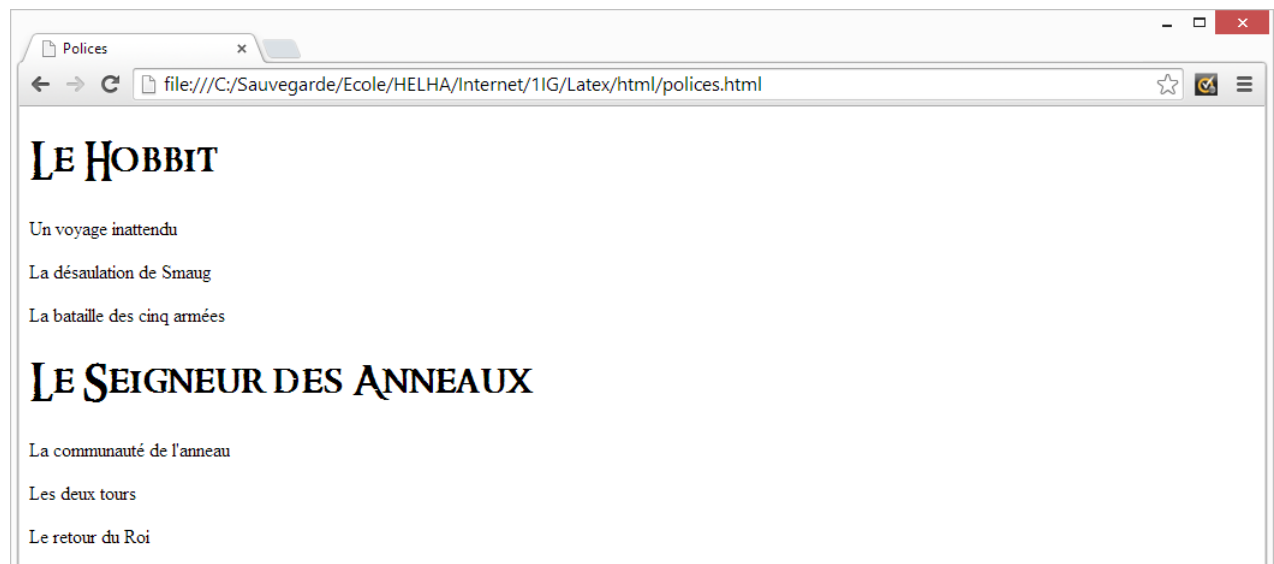 Polices
file:///C:/Sauvegarde/Ecole/HELHA/Internet/1IG/Latex/html/polices.html
Le Hobbit
Un voyage inattendu
La désaulation de Smaug
La bataille des cinq armées
Le Seigneur des Anneaux
La communauté de l'anneau
Les deux tours
Le retour du Roi